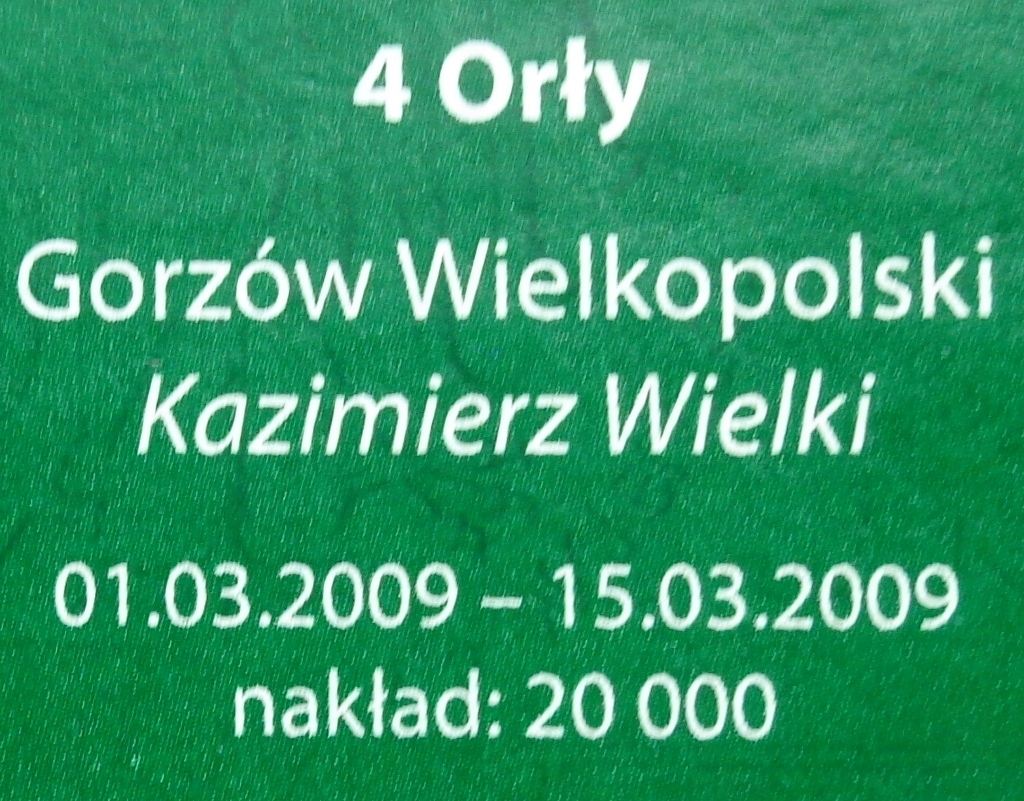 4 Orły
Gorzów Wielkopolski
Kazimierz Wielki
01.03.2009 – 15.03.2009
nakład: 20 000